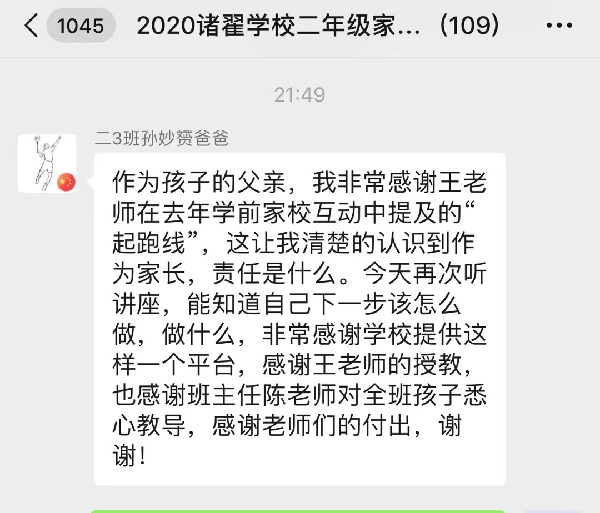 1045
2020诸翟学校二年级家...（109）
21:49
二3班孙妙赟爸爸
作为孩子的父亲，我非常感谢王老
师在去年学前家校互动中提及的“
起跑线”，这让我清楚的认识到作
为家长，责任是什么。今天再次听
讲座，能知道自己下一步该怎么
做，做什么，非常感谢学校提供这
样一个平台，感谢王老师的授教，
也感谢班主任陈老师对全班孩子悉
心教导，感谢老师们的付出，谢
谢！